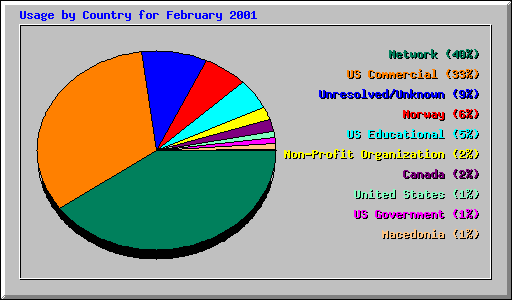 Usage by Country for February 2001
Network (40%)
US Commercial (33%)
Unresolved/Unknown (9%)
Norway (6%)
US Educational (5%)
Non-Profit Organization (2%)
Canada (2%)
United States (1%)
US Government (1%)
Macedonia (1%)